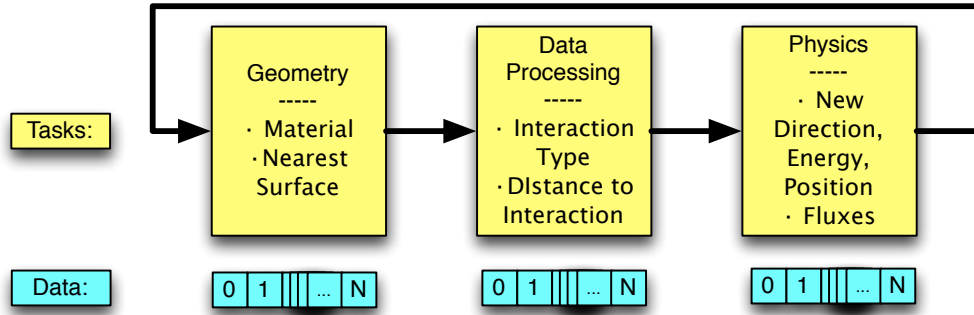 Tasks:
Geometry
-----
· Material
· Nearest
Surface
Data
Processing
-----
· Interaction
Type
· DIstance to
Interaction
Physics
-----
· New
Direction,
Energy,
Position
· Fluxes
Data:
0 1 ... N
0 1 ... N
0 1 ... N